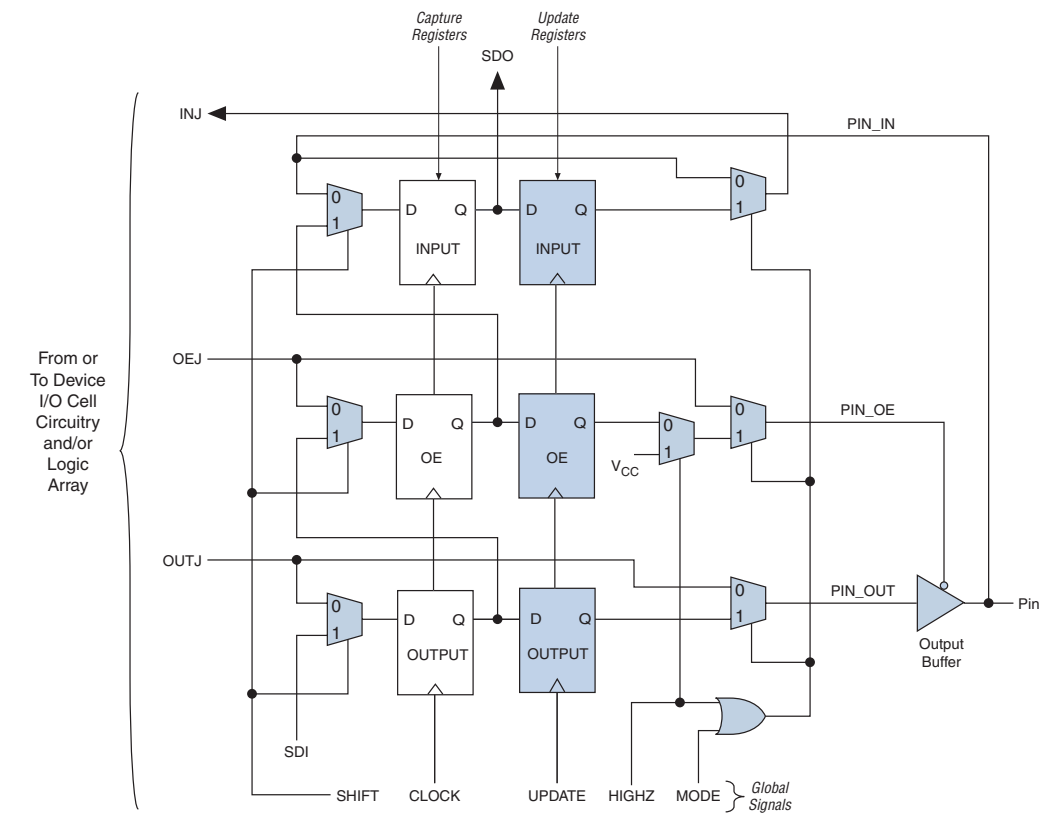 Capture
Registers
Update
Registers
SDO
INJ
PIN_IN
0
1
D Q
INPUT
D Q
INPUT
0
1
From or
To Device
I/O Cell
Circuitry
and/or
Logic
Array
OEJ
0
1
D Q
OE
D Q
OE
0
1
VCC
0
1
PIN_OE
OUTJ
0
1
D Q
OUTPUT
D Q
OUTPUT
0
1
PIN_OUT
Pin
Output
Buffer
SDI
SHIFT
CLOCK
UPDATE
HIGHZ
MODE
Global
Signals